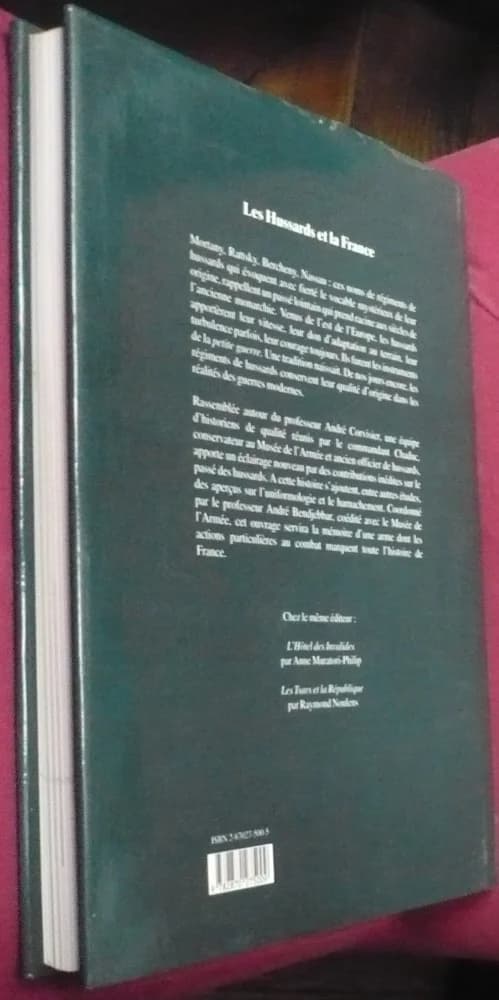 Les Hussards et la France
Mortany, Rattsky, Bercheny, Nassau : ces noms de régiments de
hussards qui évoquent avec fierté le vocable mystérieux de leur
origine, rappellent un passé lointain qui prend racine aux siècles de
l'ancienne monarchie. Venus de l'est de l'Europe, les hussards
apportèrent leur vitesse, leur don d'adaptation au terrain, leur
turbulence parfois, leur courage toujours. Ils furent les instruments
de la petite guerre. Une tradition naissait. De nos jours encore, les
régiments de hussards conservent leur qualité d'origine dans les
réalités des guerres modernes.
Rassemblée autour du professeur André Corvisier, une équipe
d'historiens de qualité réunis par le commandant Chaduc,
conservateur au Musée de l'Armée et ancien officier de hussards,
apporte un éclairage nouveau par des contributions inédites sur le
passé des hussards. A cette histoire s'ajoutent, entre autres études,
des aperçus sur l'uniformologie et le harnachement. Coordonné
par le professeur André Bendjebbar, coédité avec le Musée de
l'Armée, cet ouvrage servira la mémoire d'une arme dont les
actions particulières au combat marquent toute l'histoire de
France.
Chez le même éditeur :
L'Hôtel des Invalides
par Anne Muratori-Philip
Les Tsars et la République
par Raymond Noulens
ISBN 2-87027-500-5